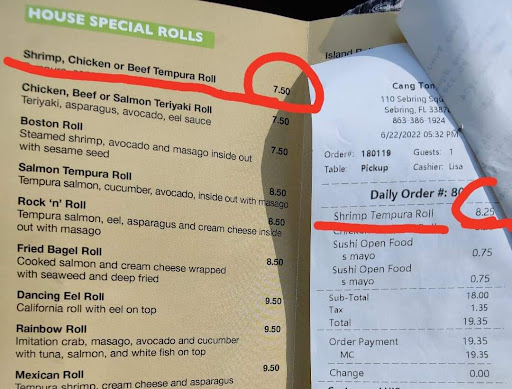 HOUSE SPECIAL ROLLS
Shrimp, Chicken or Beef Tempura Roll 7.50
Chicken, Beef or Salmon Teriyaki Roll 7.50
Teriyaki, asparagus, avocado, eel sauce
Boston Roll 7.50
Steamed shrimp, avocado and masago inside out
with sesame seed
Salmon Tempura Roll
Tempura salmon, cucumber, avocado, inside out with masago
Rock 'n' Roll
Tempura salmon, eel, asparagus and cream cheese inside
out with masago
Fried Bagel Roll 8.50
Cooked salmon and cream cheese wrapped
with seaweed and deep fried
Dancing Eel Roll 9.50
California roll with eel on top
Rainbow Roll 9.50
Imitation crab, masago, avocado and cucumber
with tuna, salmon, and white fish on top
Mexican Roll
Tempura shrimp, cream cheese and asparagus
Island
Cang
110 Sebring
Sebring, FL
863-386-1924
6/22/2022 05:32 PM
Order#: 180119 Guests: 1
Table: Pickup Cashier: Lisa
Daily Order #:
Shrimp Tempura Roll 8.25
Sushi Open Food
s mayo 0.75
Sushi Open Food
s mayo 0.75
Sub-Total 18.00
Tax 1.35
Total 19.35
Order Payment 19.35
MC 19.35
Change 0.00